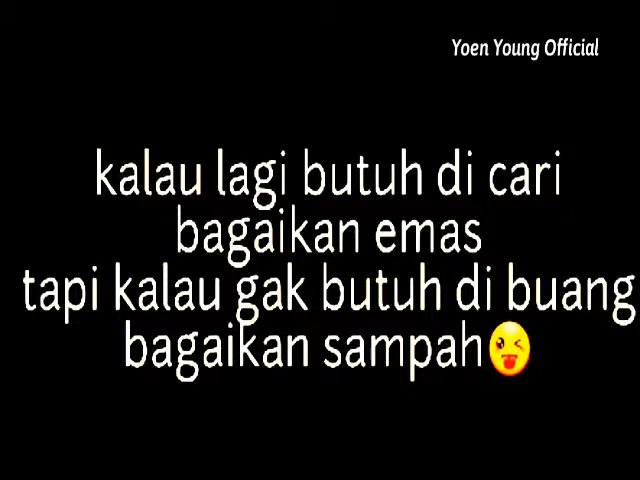 Yoen Young Official
kalau lagi butuh di cari
bagaikan emas
tapi kalau gak butuh di buang
bagaikan sampah😜